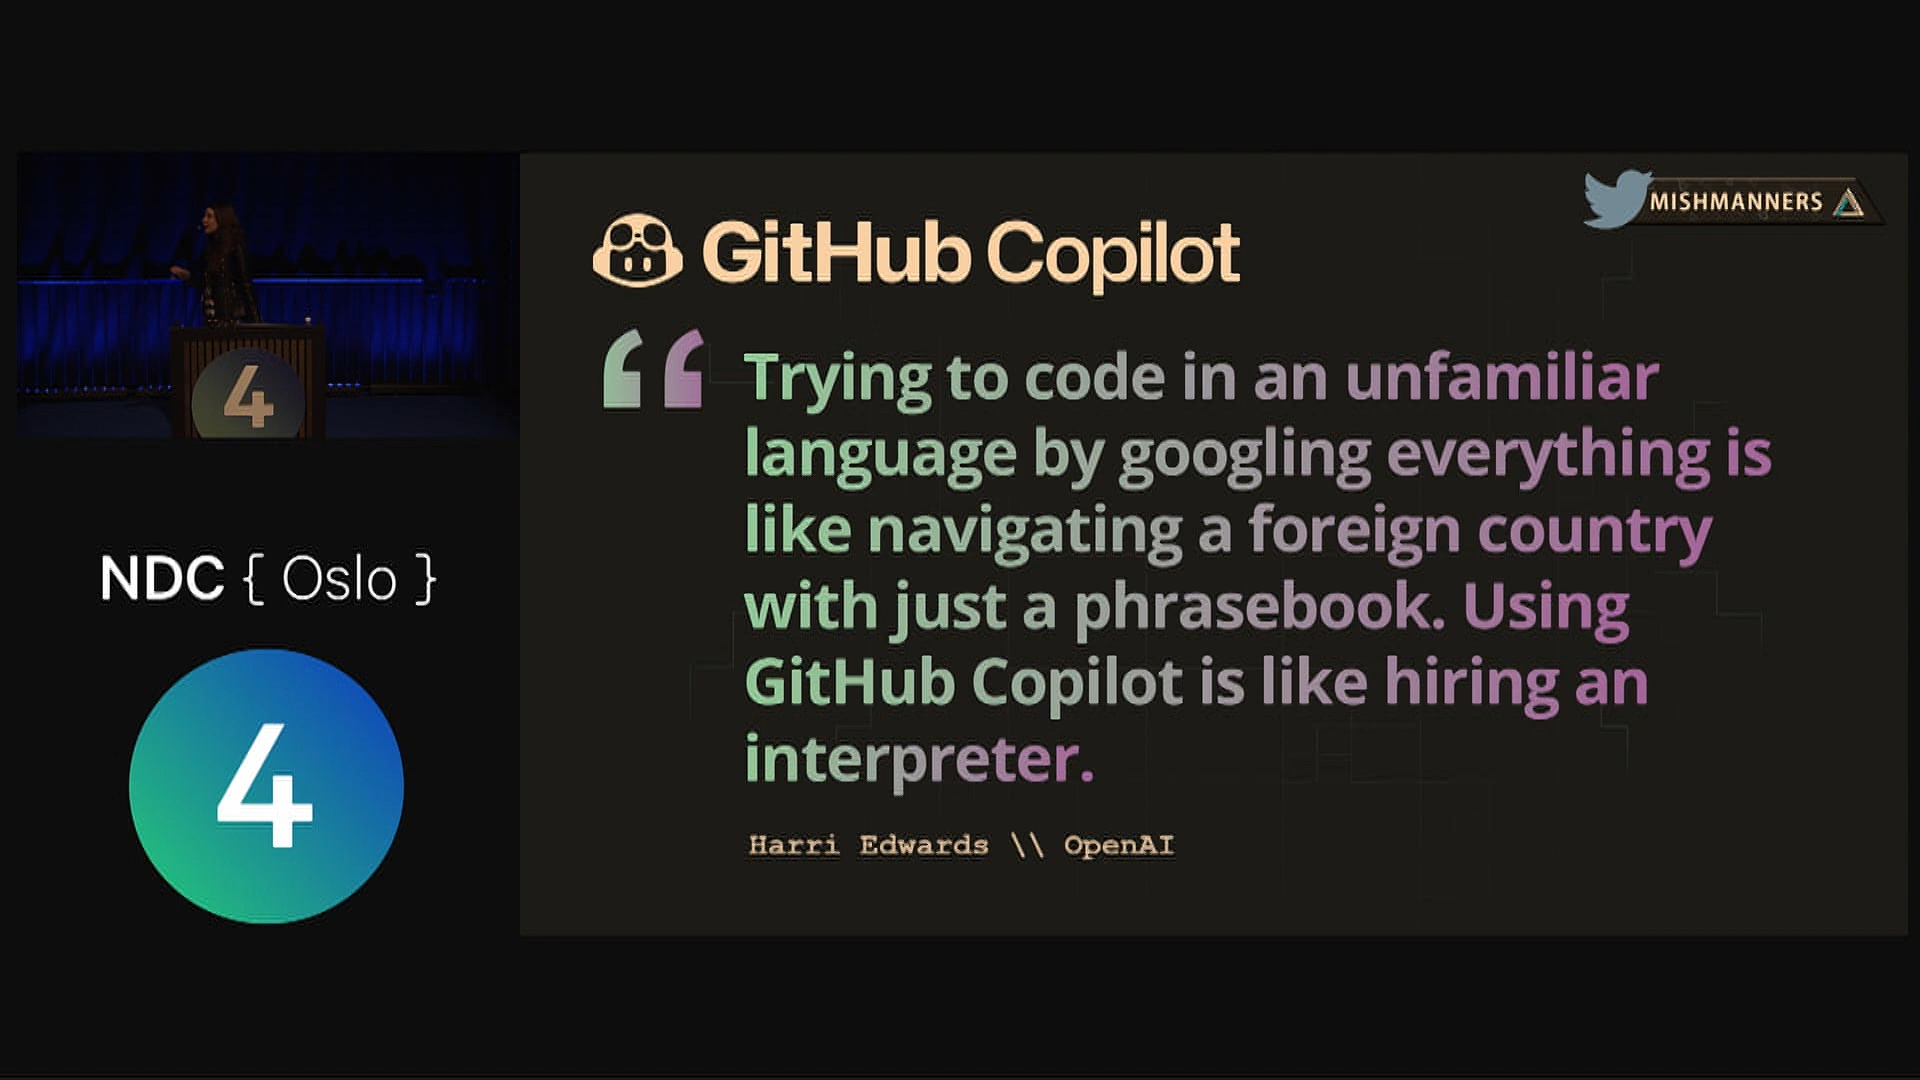 MISHMANNERS
GitHub Copilot
“ Trying to code in an unfamiliar
language by googling everything is
like navigating a foreign country
with just a phrasebook. Using
GitHub Copilot is like hiring an
interpreter.
Harri Edwards \\ OpenAI
4
NDC { Oslo }
4